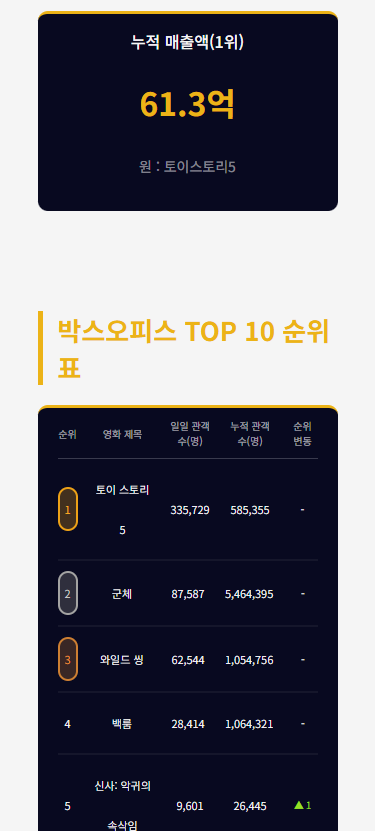 누적 매출액(1위)
61.3억
원 : 토이스토리5
박스오피스 TOP 10 순위
표
순위 영화 제목 일일 관객 수(명) 누적 관객 수(명) 순위 변동
1 토이 스토리 5 335,729 585,355 -
2 군체 87,587 5,464,395 -
3 와일드 씽 62,544 1,054,756 -
4 백룸 28,414 1,064,321 -
5 신사: 악귀의 속삭임 9,601 26,445 ▲1